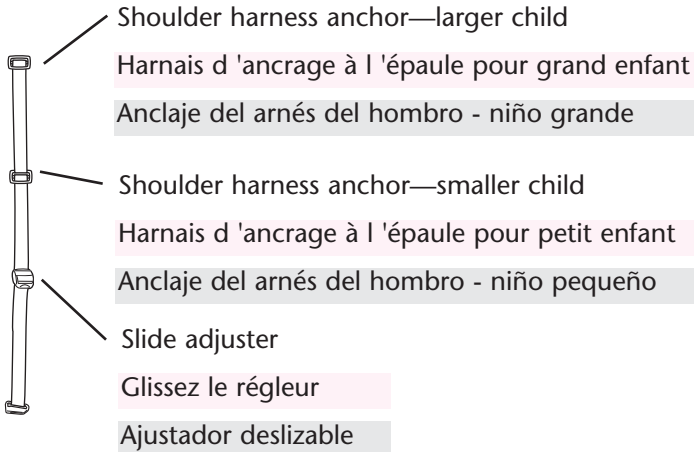 Shoulder harness anchor—larger child
Harnais d 'ancrage à l 'épaule pour grand enfant
Anclaje del arnés del hombro - niño grande
Shoulder harness anchor—smaller child
Harnais d 'ancrage à l 'épaule pour petit enfant
Anclaje del arnés del hombro - niño pequeño
Slide adjuster
Glissez le régleur
Ajustador deslizable